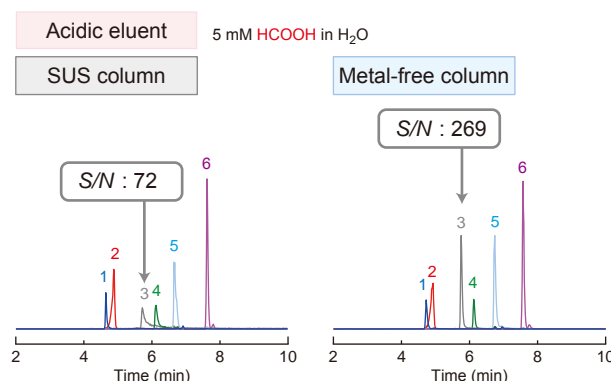 Acidic eluent
5 mM HCOOH in H₂O
SUS column
Metal-free column
S/N : 72
S/N : 269
1
2
3
4
5
6
1
2
3
4
5
6
2 4 6 8 10
Time (min)
2 4 6 8 10
Time (min)